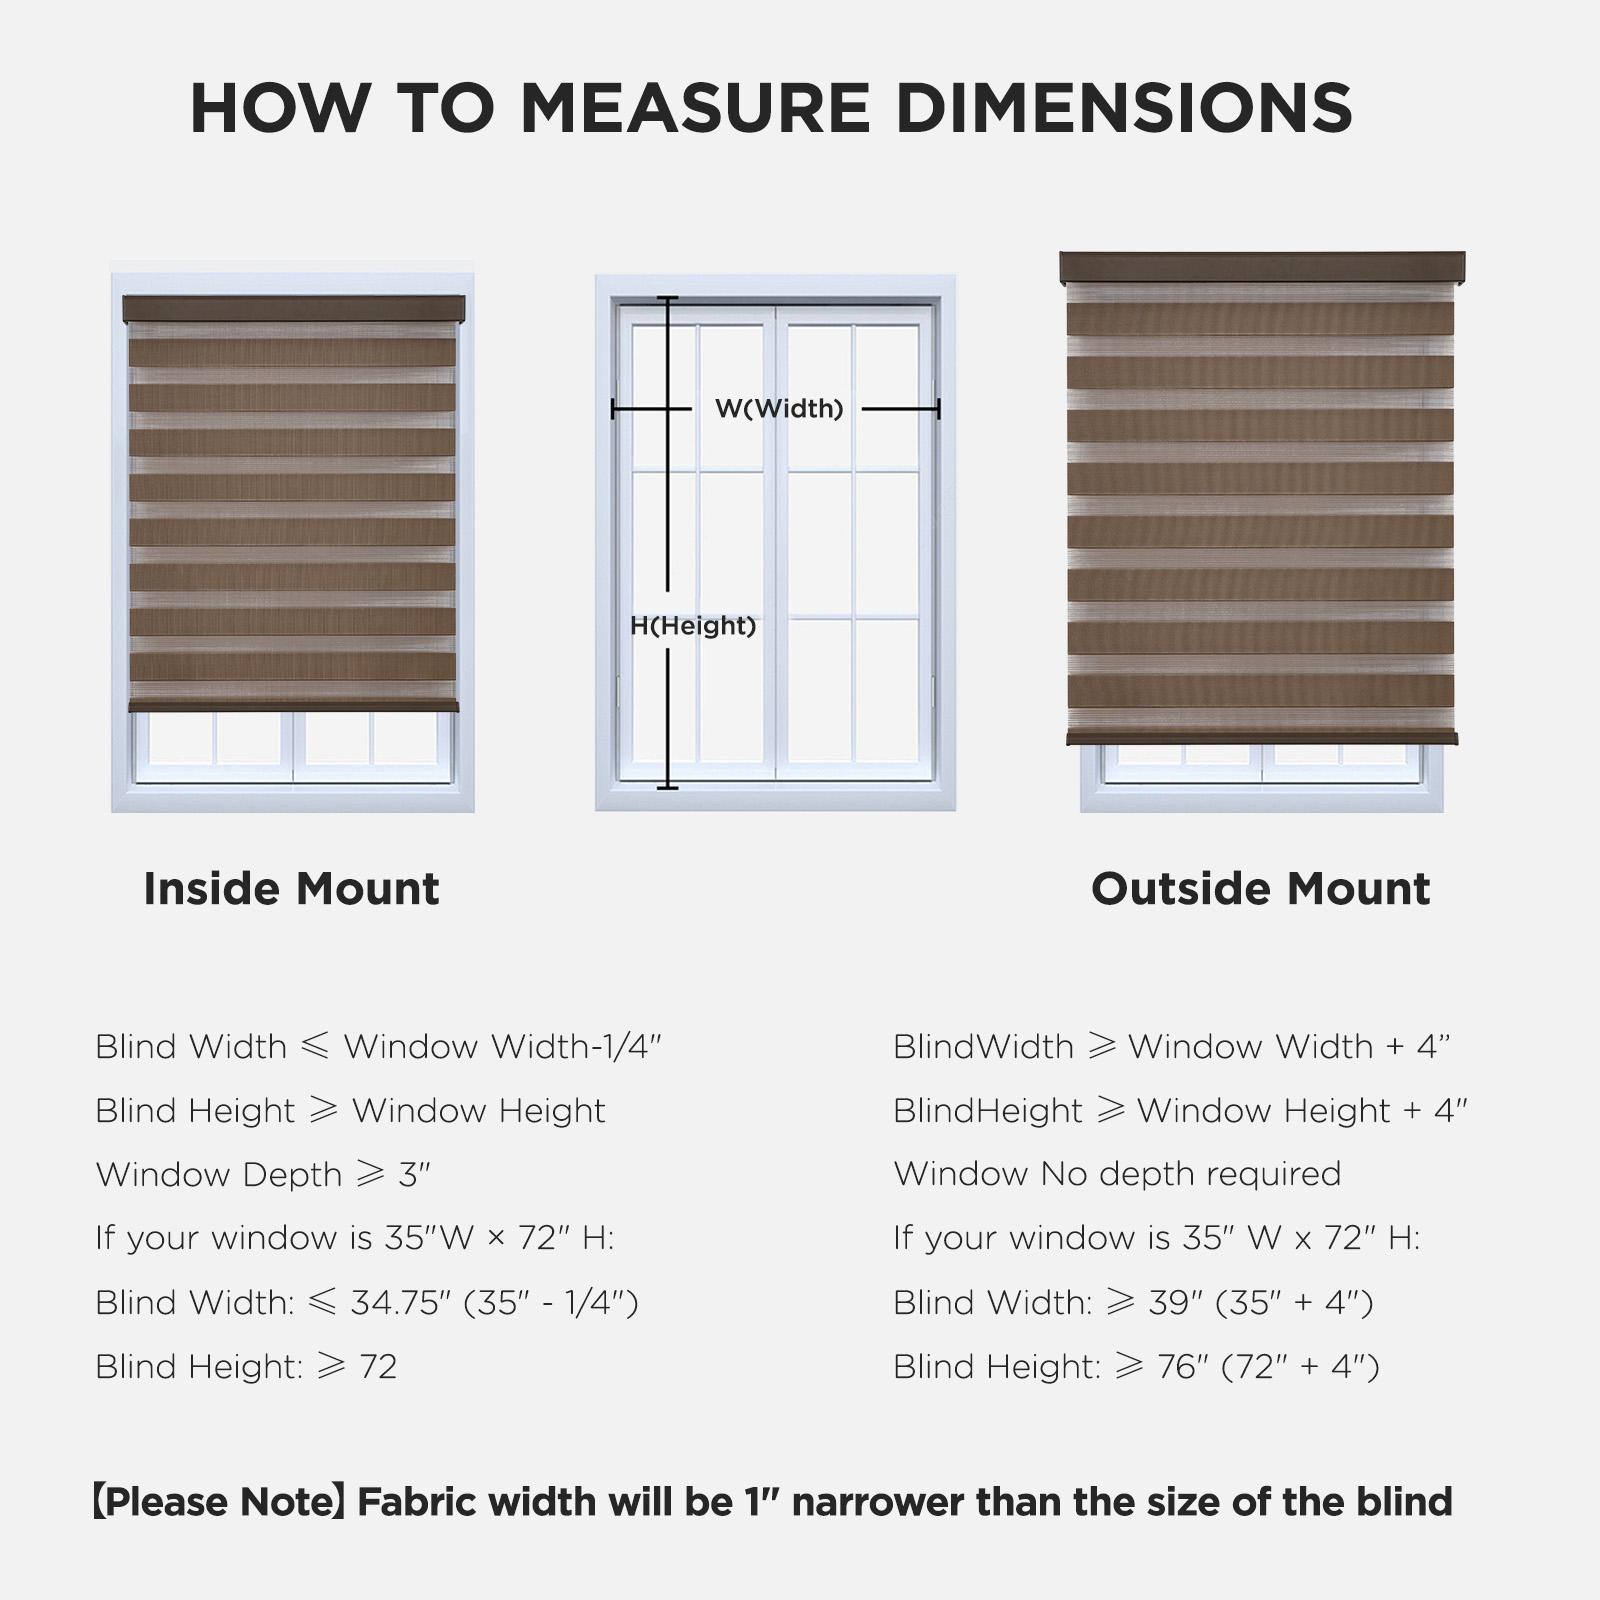 HOW TO MEASURE DIMENSIONS
W(Width)
H(Height)
Inside Mount
Blind Width ⩽ Window Width-1/4"
Blind Height ⩾ Window Height
Window Depth ⩾ 3"
If your window is 35"W × 72" H:
Blind Width: ⩽ 34.75" (35" - 1/4")
Blind Height: ⩾ 72
Outside Mount
BlindWidth ⩾ Window Width + 4”
BlindHeight ⩾ Window Height + 4"
Window No depth required
If your window is 35" W x 72" H:
Blind Width: ⩾ 39" (35" + 4")
Blind Height: ⩾ 76" (72" + 4")
【Please Note】Fabric width will be 1" narrower than the size of the blind